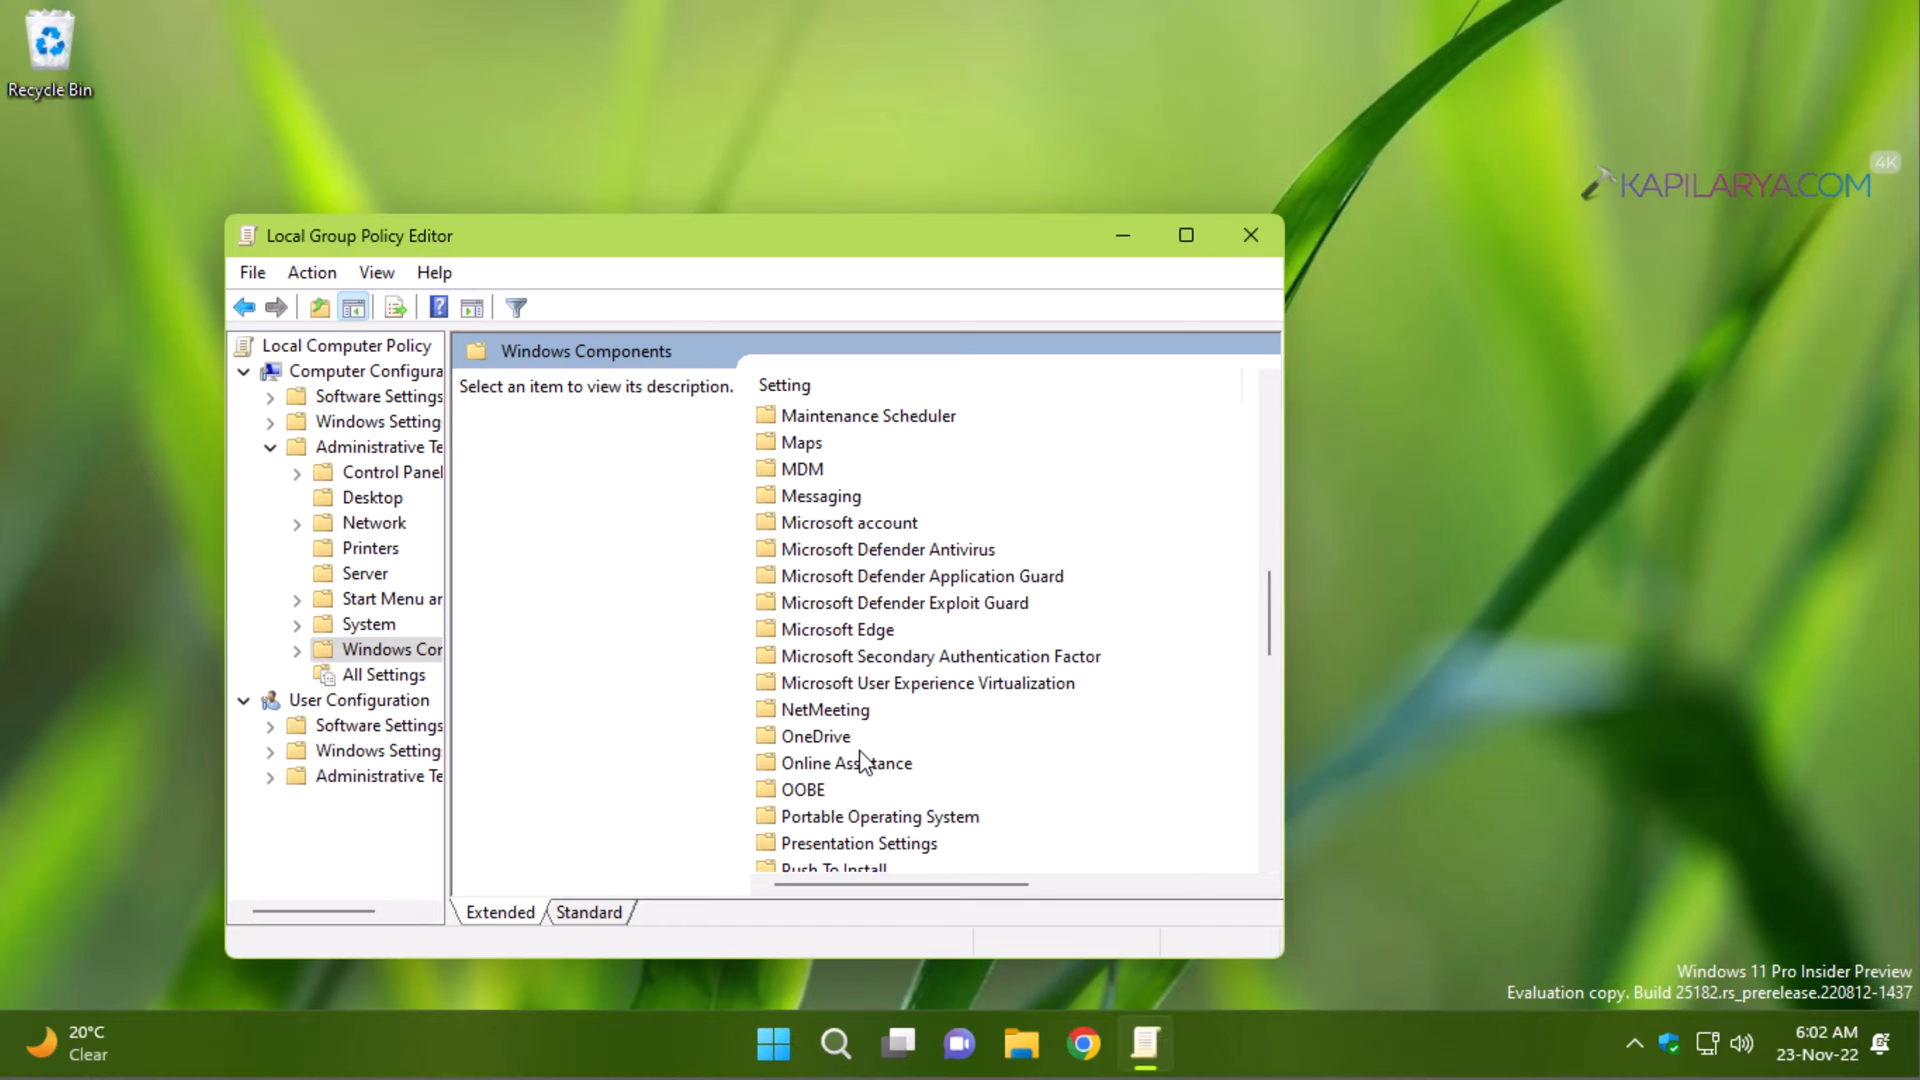 Recycle Bin
4K
KAPILARYA.COM
Local Group Policy Editor
File Action View Help
Local Computer Policy
Computer Configura
Software Settings
Windows Setting
Administrative Te
Control Panel
Desktop
Network
Printers
Server
Start Menu ar
System
Windows Cor
All Settings
User Configuration
Software Settings
Windows Setting
Administrative Te
Windows Components
Select an item to view its description.
Setting
Maintenance Scheduler
Maps
MDM
Messaging
Microsoft account
Microsoft Defender Antivirus
Microsoft Defender Application Guard
Microsoft Defender Exploit Guard
Microsoft Edge
Microsoft Secondary Authentication Factor
Microsoft User Experience Virtualization
NetMeeting
OneDrive
Online Assistance
OOBE
Portable Operating System
Presentation Settings
Push To Install
Extended Standard
Windows 11 Pro Insider Preview
Evaluation copy. Build 25182.rs_prerelease.220812-1437
20°C
Clear
6:02 AM
23-Nov-22